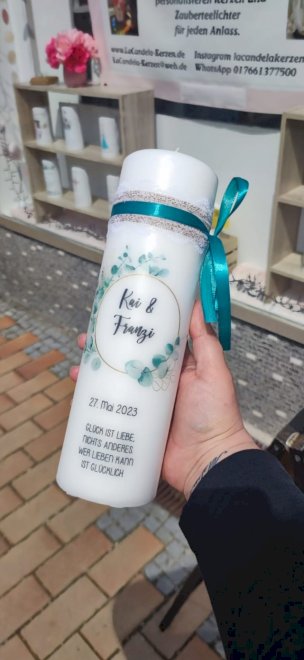 personalisierten Kerzen und
Zauberteelichter
für jeden Anlass.
www.LaCandela-Kerzen.de
Instagram lacandelakerzen
LaCandela-Kerzen@web.de
WhatsApp 017661377500
Kai &
Franzi
27. Mai 2023
GLÜCK IST LIEBE,
NICHTS ANDERES.
WER LIEBEN KANN
IST GLÜCKLICH